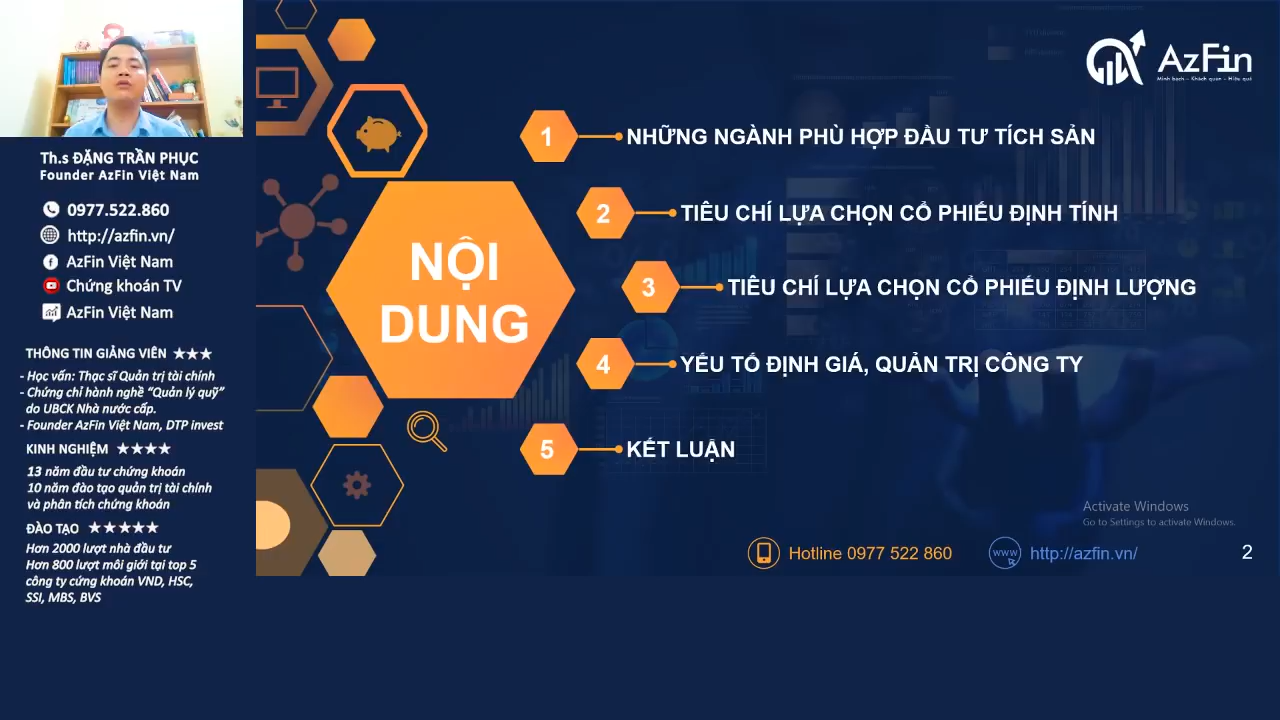 Th.s ĐẶNG TRẦN PHỤC
Founder AzFin Việt Nam
0977.522.860
http://azfin.vn/
AzFin Việt Nam
Chứng khoán TV
AzFin Việt Nam
THÔNG TIN GIẢNG VIÊN
- Học vấn: Thạc sĩ Quản trị tài chính
- Chứng chỉ hành nghề “Quản lý quỹ”
do UBCK Nhà nước cấp.
- Founder AzFin Việt Nam, DTP invest
KINH NGHIỆM
13 năm đầu tư chứng khoán
10 năm đào tạo quản trị tài chính
và phân tích chứng khoán
ĐÀO TẠO
Hơn 2000 lượt nhà đầu tư
Hơn 800 lượt môi giới tại top 5
công ty cứng khoán VND, HSC,
SSI, MBS, BVS
AzFin
Minh bạch - Khách quan - Hiệu quả
NỘI
DUNG
1 NHỮNG NGÀNH PHÙ HỢP ĐẦU TƯ TÍCH SẢN
2 TIÊU CHÍ LỰA CHỌN CỔ PHIẾU ĐỊNH TÍNH
3 TIÊU CHÍ LỰA CHỌN CỔ PHIẾU ĐỊNH LƯỢNG
4 YẾU TỐ ĐỊNH GIÁ, QUẢN TRỊ CÔNG TY
5 KẾT LUẬN
Activate Windows
Go to Settings to activate Windows.
Hotline 0977 522 860
www
http://azfin.vn/
2